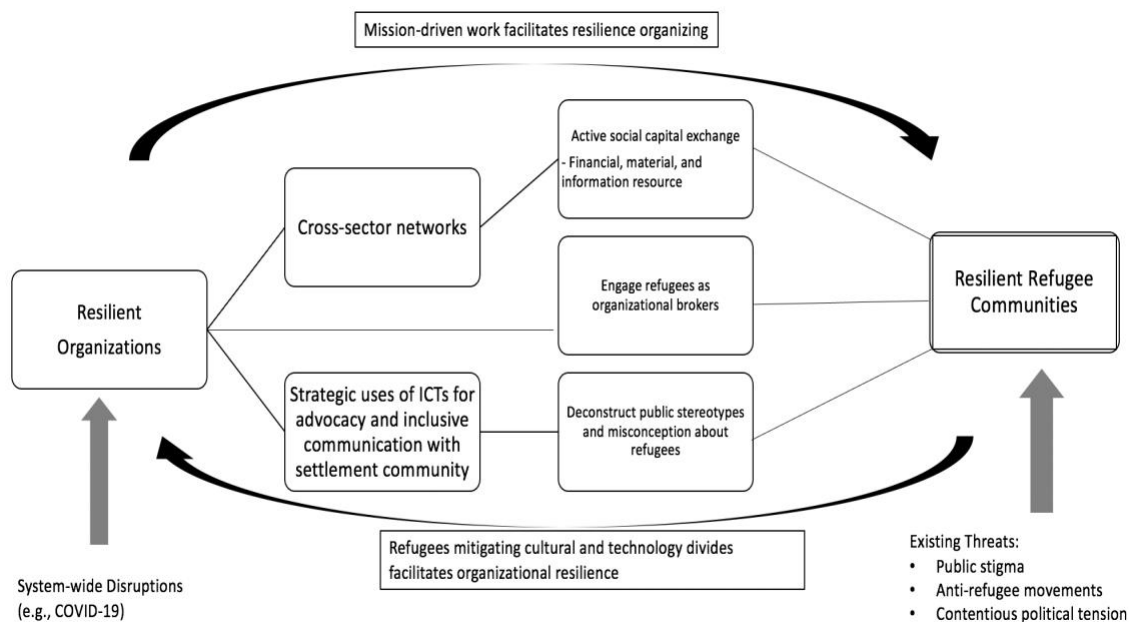 Mission-driven work facilitates resilience organizing
Active social capital exchange
- Financial, material, and
information resource
Cross-sector networks
Resilient
Organizations
Engage refugees as
organizational brokers
Resilient Refugee
Communities
Strategic uses of ICTs for
advocacy and inclusive
communication with
settlement community
Deconstruct public stereotypes
and misconception about
refugees
Refugees mitigating cultural and technology divides
facilitates organizational resilience
System-wide Disruptions
(e.g., COVID-19)
Existing Threats:
• Public stigma
• Anti-refugee movements
• Contentious political tension